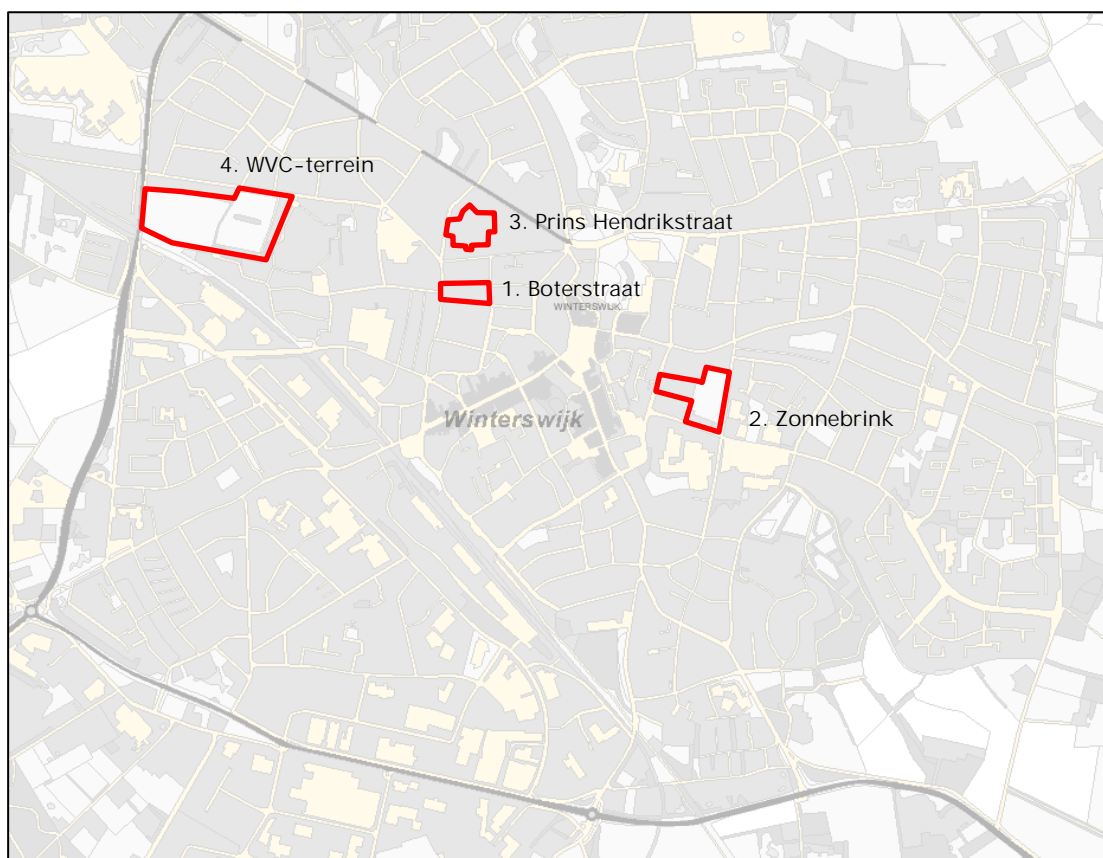 4. WVC-terrein
3. Prins Hendrikstraat
1. Boterstraat
WINTERSWIJK
Winterswijk
2. Zonnebrink